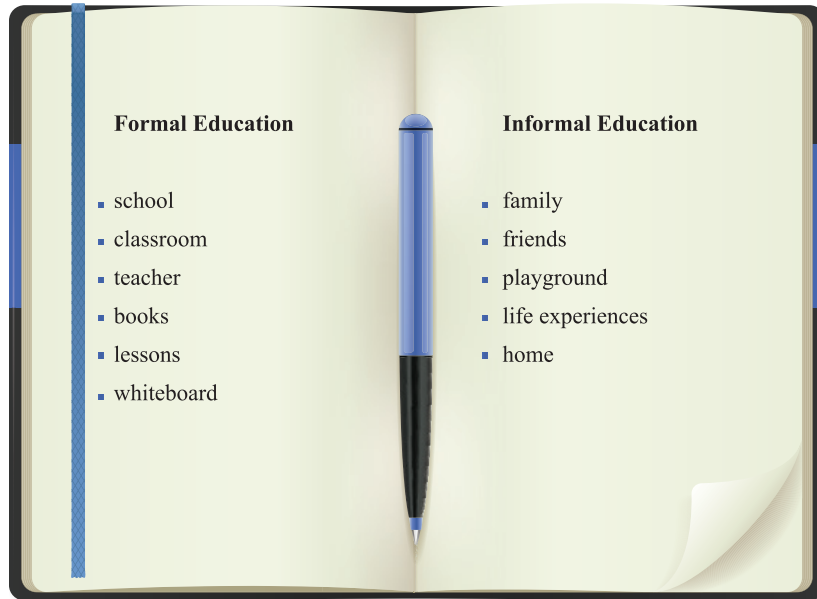 Formal Education
school
classroom
teacher
books
lessons
whiteboard
Informal Education
family
friends
playground
life experiences
home